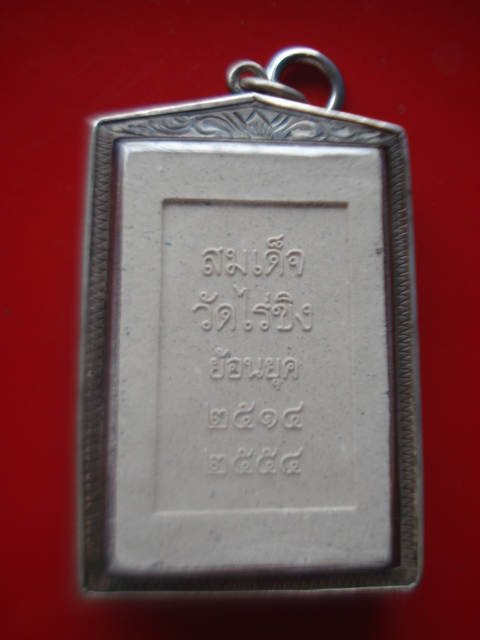 สมเด็จ
วัดไร่ขิง
ย้อนยุค
๒๕๑๔
๒๕๕๔